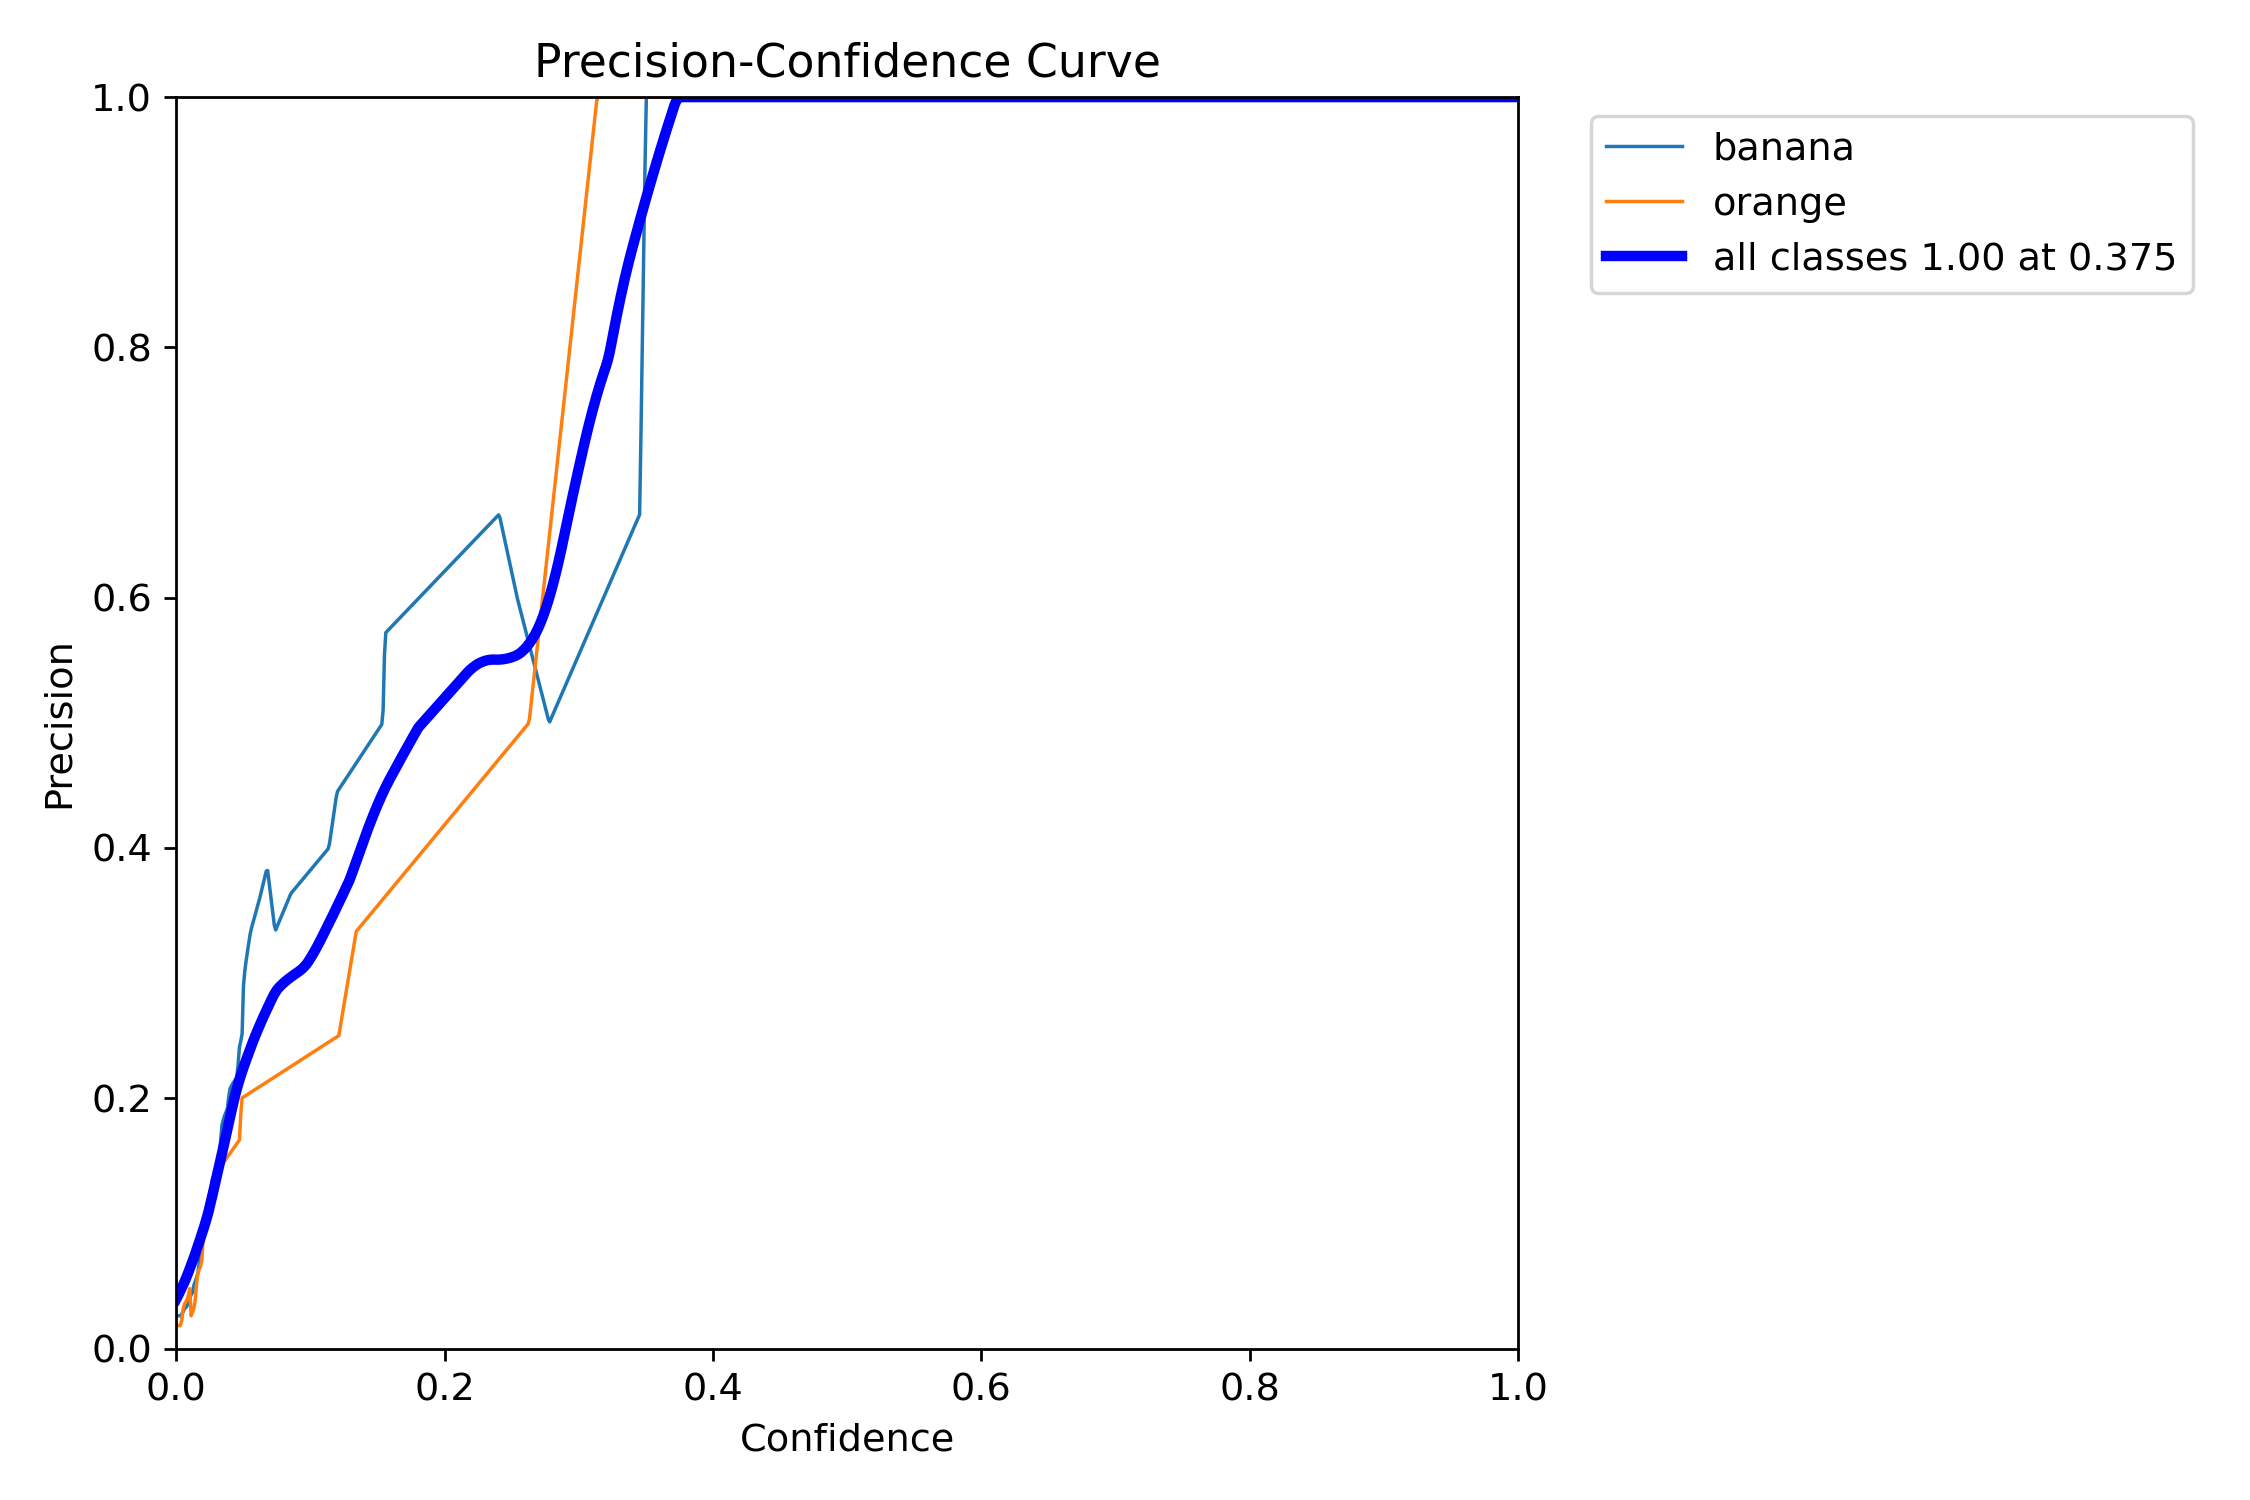 Precision-Confidence Curve
1.0
0.8
0.6
0.4
0.2
0.0
Precision
0.0 0.2 0.4 0.6 0.8 1.0
Confidence
banana
orange
all classes 1.00 at 0.375